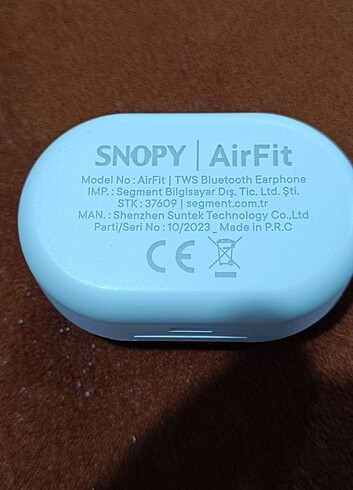 SNOPY | AirFit
Model No : AirFit | TWS Bluetooth Earphone
IMP. : Segment Bilgisayar Dış. Tic. Ltd. Şti.
STK : 37609 | segment.com.tr
MAN. : Shenzhen Suntek Technology Co.,Ltd
Parti/Seri No : 10/2023 _ Made in P.R.C
CE